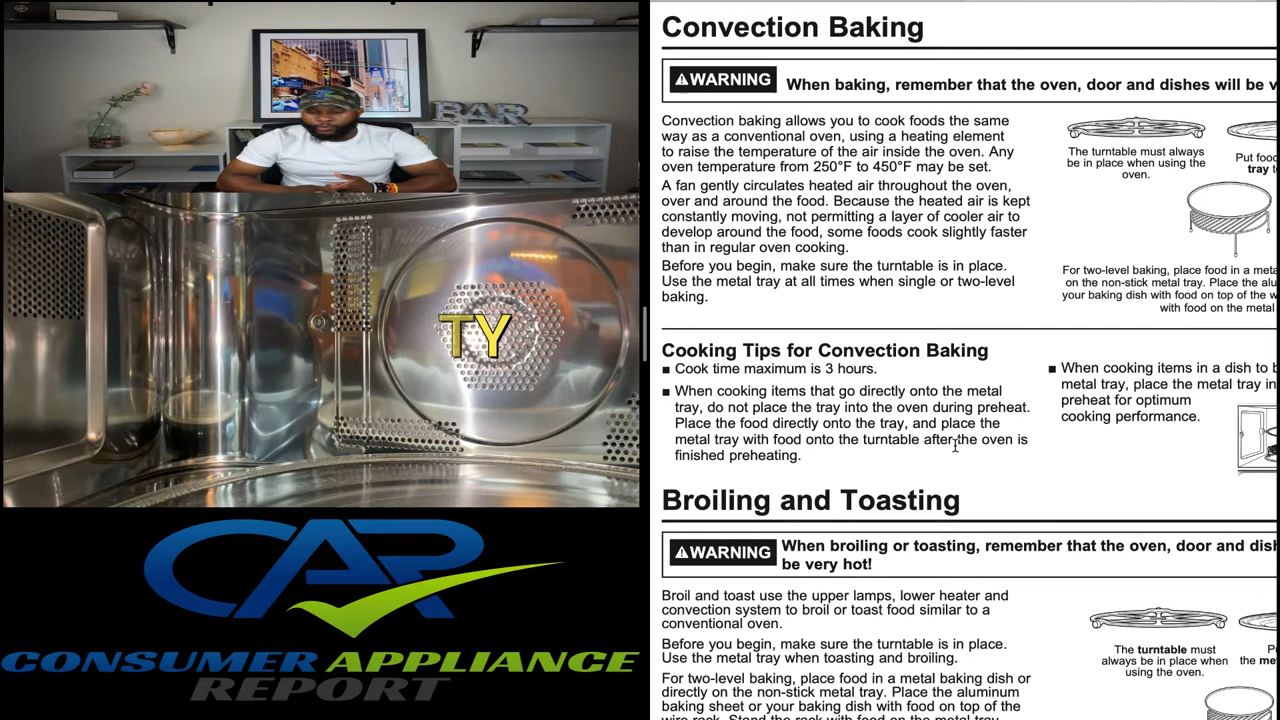 BAR
TY
CAR
CONSUMER APPLIANCE
REPORT
Convection Baking
WARNING When baking, remember that the oven, door and dishes will be v
Convection baking allows you to cook foods the same
way as a conventional oven, using a heating element
to raise the temperature of the air inside the oven. Any
oven temperature from 250°F to 450°F may be set.
A fan gently circulates heated air throughout the oven,
over and around the food. Because the heated air is kept
constantly moving, not permitting a layer of cooler air to
develop around the food, some foods cook slightly faster
than in regular oven cooking.
Before you begin, make sure the turntable is in place.
Use the metal tray at all times when single or two-level
baking.
The turntable must always
be in place when using the
oven.
Put food
tray t
For two-level baking, place food in a meta
on the non-stick metal tray. Place the alu
your baking dish with food on top of the w
with food on the metal
Cooking Tips for Convection Baking
■ Cook time maximum is 3 hours.
■ When cooking items that go directly onto the metal
tray, do not place the tray into the oven during preheat.
Place the food directly onto the tray, and place the
metal tray with food onto the turntable after the oven is
finished preheating.
■ When cooking items in a dish to b
metal tray, place the metal tray in
preheat for optimum
cooking performance.
Broiling and Toasting
WARNING When broiling or toasting, remember that the oven, door and dish
be very hot!
Broil and toast use the upper lamps, lower heater and
convection system to broil or toast food similar to a
conventional oven.
Before you begin, make sure the turntable is in place.
Use the metal tray when toasting and broiling.
For two-level baking, place food in a metal baking dish or
directly on the non-stick metal tray. Place the aluminum
baking sheet or your baking dish with food on top of the
wire rack. Stand the rack with food on the metal tray
The turntable must
always be in place when
using the oven.
P
the me